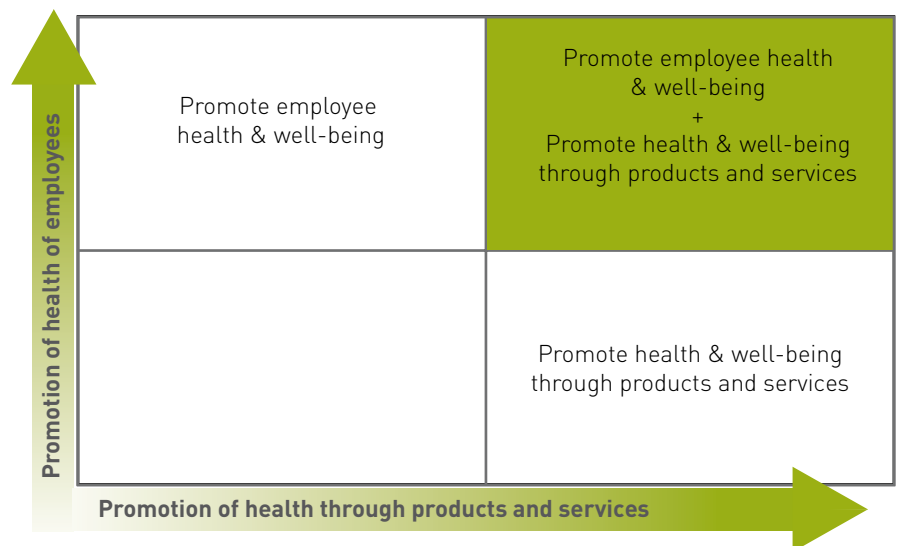 Promotion of health of employees
Promote employee
health & well-being
Promote employee health
& well-being
+
Promote health & well-being
through products and services
Promote health & well-being
through products and services
Promotion of health through products and services